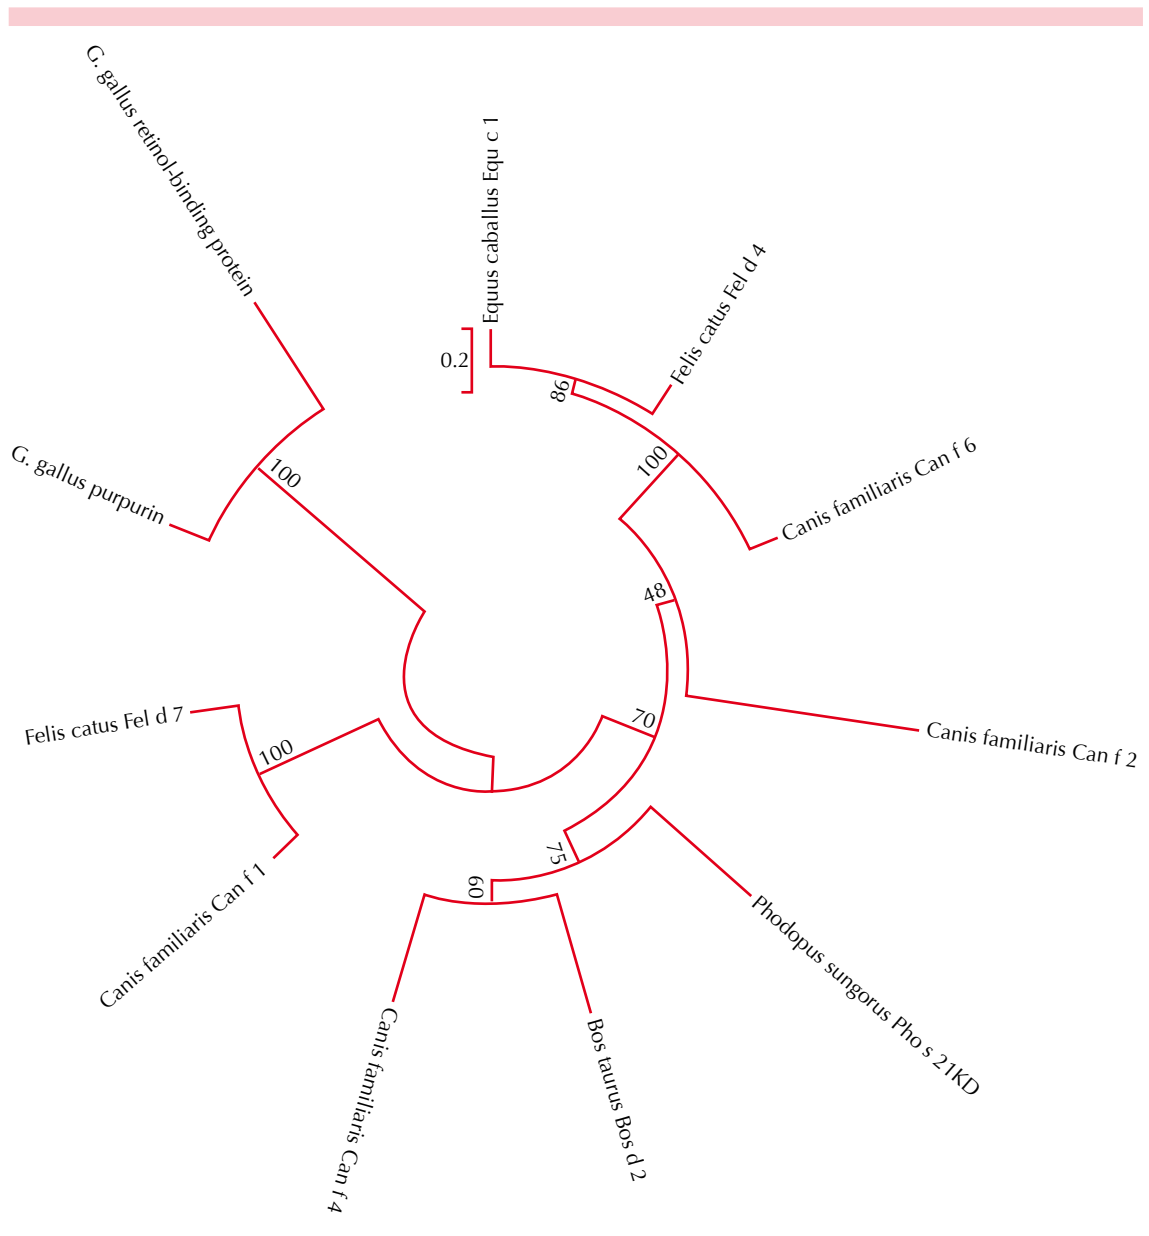 G. gallus retinol-binding protein
Equus caballus Equ c 1
0.2
Felis catus Fel d 4
86
100
Canis familiaris Can f 6
G. gallus purpurin
100
48
Canis familiaris Can f 2
70
Felis catus Fel d 7
100
Canis familiaris Can f 1
75
60
Phodopus sungorus Pho s 21KD
Canis familiaris Can f 4
Bos taurus Bos d 2